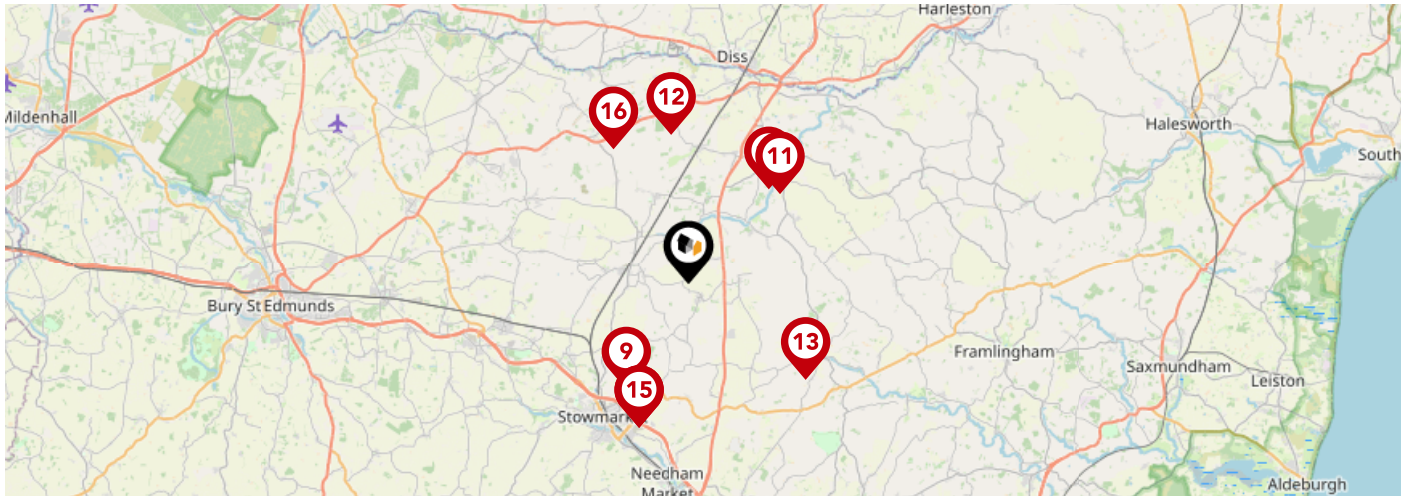 Harleston
Diss
12
16
Mildenhall
Halesworth
11
South
Bury St Edmunds
13
9
Framlingham
Saxmundham
Leiston
15
Stowmar
Needham
Market
Aldeburgh